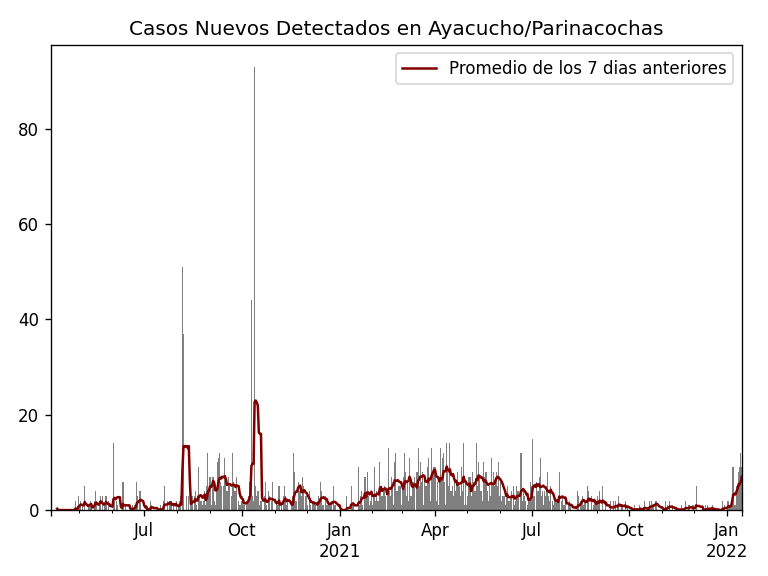 Casos Nuevos Detectados en Ayacucho/Parinacochas
Promedio de los 7 dias anteriores
80
60
40
20
0
Jul
Oct
Jan
2021
Apr
Jul
Oct
Jan
2022